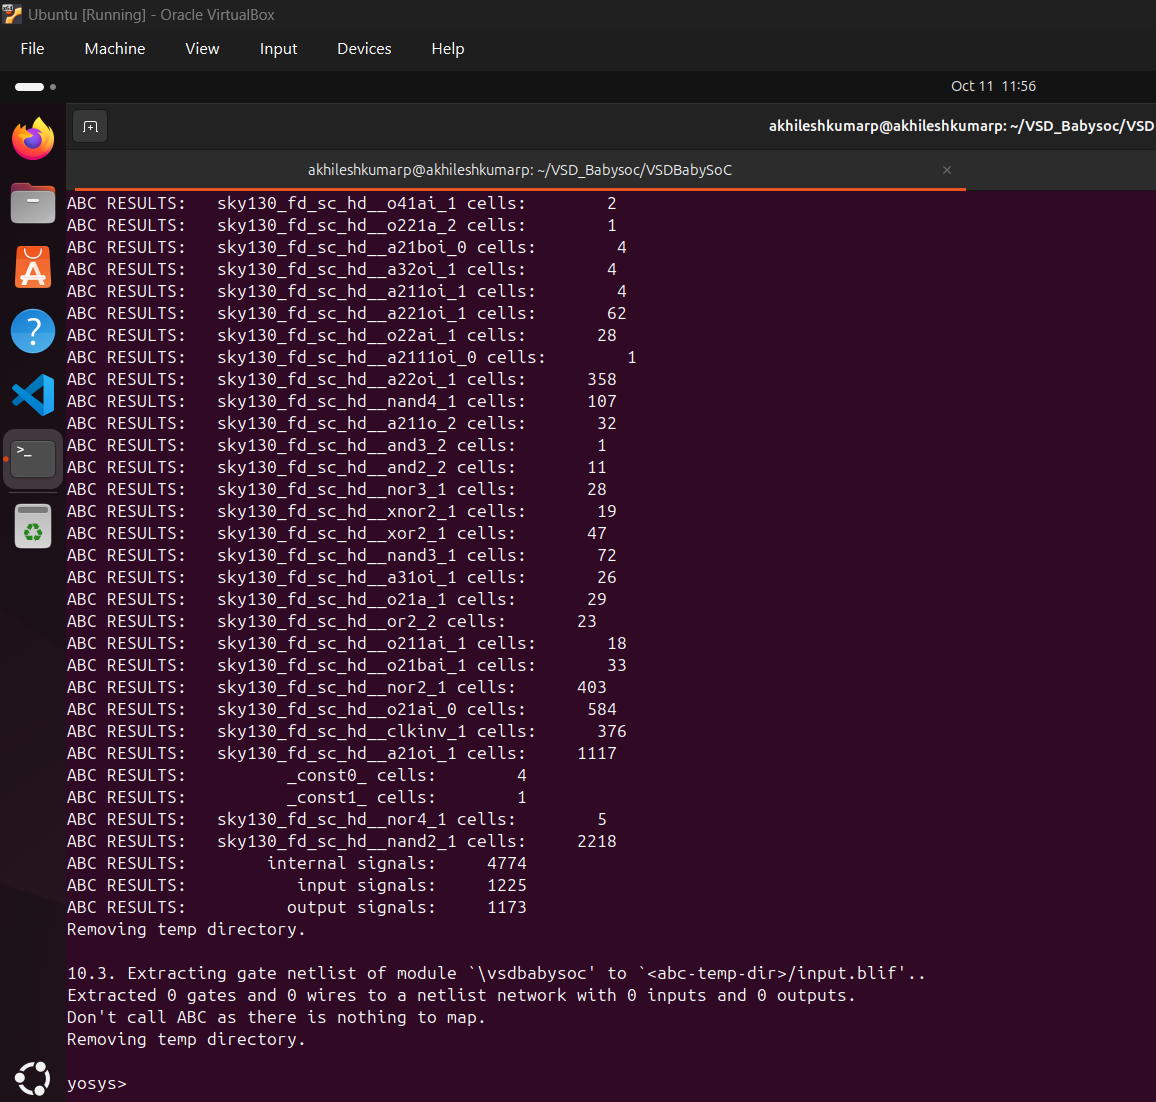 Ubuntu [Running] - Oracle VirtualBox
File Machine View Input Devices Help
Oct 11 11:56
akhileshkumarp@akhileshkumarp: ~/VSD_Babysoc/VSD
akhileshkumarp@akhileshkumarp: ~/VSD_Babysoc/VSDBabySoC
ABC RESULTS:   sky130_fd_sc_hd__o41ai_1 cells:        2
ABC RESULTS:   sky130_fd_sc_hd__o221a_2 cells:        1
ABC RESULTS:   sky130_fd_sc_hd__a21boi_0 cells:        4
ABC RESULTS:   sky130_fd_sc_hd__a32oi_1 cells:        4
ABC RESULTS:   sky130_fd_sc_hd__a211oi_1 cells:        4
ABC RESULTS:   sky130_fd_sc_hd__a221oi_1 cells:       62
ABC RESULTS:   sky130_fd_sc_hd__o22ai_1 cells:       28
ABC RESULTS:   sky130_fd_sc_hd__a2111oi_0 cells:        1
ABC RESULTS:   sky130_fd_sc_hd__a22oi_1 cells:      358
ABC RESULTS:   sky130_fd_sc_hd__nand4_1 cells:      107
ABC RESULTS:   sky130_fd_sc_hd__a211o_2 cells:       32
ABC RESULTS:   sky130_fd_sc_hd__and3_2 cells:        1
ABC RESULTS:   sky130_fd_sc_hd__and2_2 cells:       11
ABC RESULTS:   sky130_fd_sc_hd__nor3_1 cells:       28
ABC RESULTS:   sky130_fd_sc_hd__xnor2_1 cells:       19
ABC RESULTS:   sky130_fd_sc_hd__xor2_1 cells:       47
ABC RESULTS:   sky130_fd_sc_hd__nand3_1 cells:       72
ABC RESULTS:   sky130_fd_sc_hd__a31oi_1 cells:       26
ABC RESULTS:   sky130_fd_sc_hd__o21a_1 cells:       29
ABC RESULTS:   sky130_fd_sc_hd__or2_2 cells:       23
ABC RESULTS:   sky130_fd_sc_hd__o211ai_1 cells:       18
ABC RESULTS:   sky130_fd_sc_hd__o21bai_1 cells:       33
ABC RESULTS:   sky130_fd_sc_hd__nor2_1 cells:      403
ABC RESULTS:   sky130_fd_sc_hd__o21ai_0 cells:      584
ABC RESULTS:   sky130_fd_sc_hd__clkinv_1 cells:      376
ABC RESULTS:   sky130_fd_sc_hd__a21oi_1 cells:     1117
ABC RESULTS:          _const0_ cells:        4
ABC RESULTS:          _const1_ cells:        1
ABC RESULTS:   sky130_fd_sc_hd__nor4_1 cells:        5
ABC RESULTS:   sky130_fd_sc_hd__nand2_1 cells:     2218
ABC RESULTS:        internal signals:     4774
ABC RESULTS:           input signals:     1225
ABC RESULTS:          output signals:     1173
Removing temp directory.
10.3. Extracting gate netlist of module `\vsdbabysoc' to `<abc-temp-dir>/input.blif'..
Extracted 0 gates and 0 wires to a netlist network with 0 inputs and 0 outputs.
Don't call ABC as there is nothing to map.
Removing temp directory.
yosys>